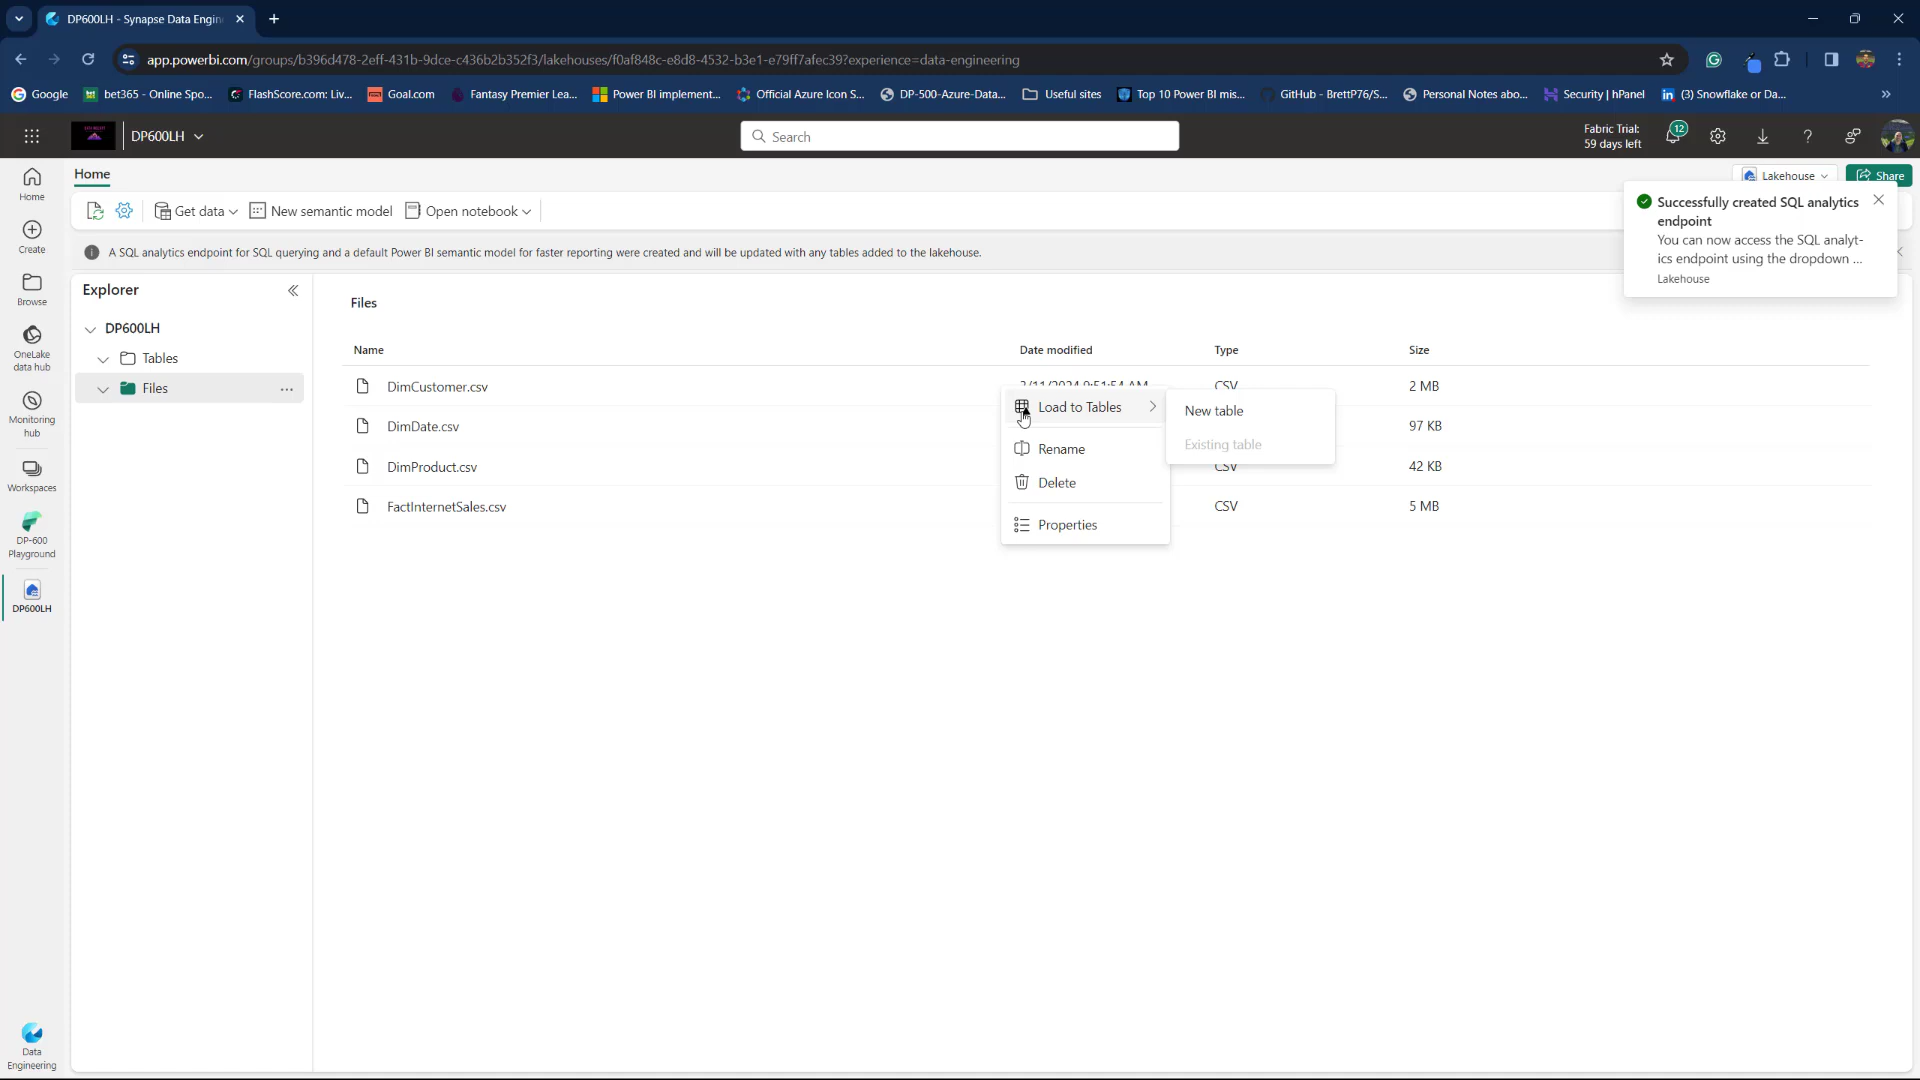 DP600LH - Synapse Data Engin
app.powerbi.com/groups/b396d478-2eff-431b-9dce-c436b2b352f3/lakehouses/f0af848c-e8d8-4532-b3e1-e79ff7afec39?experience=data-engineering
Google
bet365 - Online Spo...
FlashScore.com: Liv...
Goal.com
Fantasy Premier Lea...
Power BI implement...
Official Azure Icon S...
DP-500-Azure-Data...
Useful sites
Top 10 Power BI mis...
GitHub - BrettP76/S...
Personal Notes abo...
Security | hPanel
(3) Snowflake or Da...
»
DP600LH
Search
Fabric Trial:
59 days left
12
?
Home
Create
Browse
OneLake
data hub
Monitoring
hub
Workspaces
DP-600
Playground
DP600LH
Data
Engineering
Home
Lakehouse
Share
Get data
New semantic model
Open notebook
A SQL analytics endpoint for SQL querying and a default Power BI semantic model for faster reporting were created and will be updated with any tables added to the lakehouse.
Successfully created SQL analytics
endpoint
You can now access the SQL analyt-
ics endpoint using the dropdown ...
Lakehouse
Explorer
DP600LH
Tables
Files
...
Files
Name
Date modified
Type
Size
DimCustomer.csv
3/11/2024 9:51:54 AM
CSV
2 MB
DimDate.csv
97 KB
DimProduct.csv
CSV
42 KB
FactInternetSales.csv
CSV
5 MB
Load to Tables
Rename
Delete
Properties
New table
Existing table